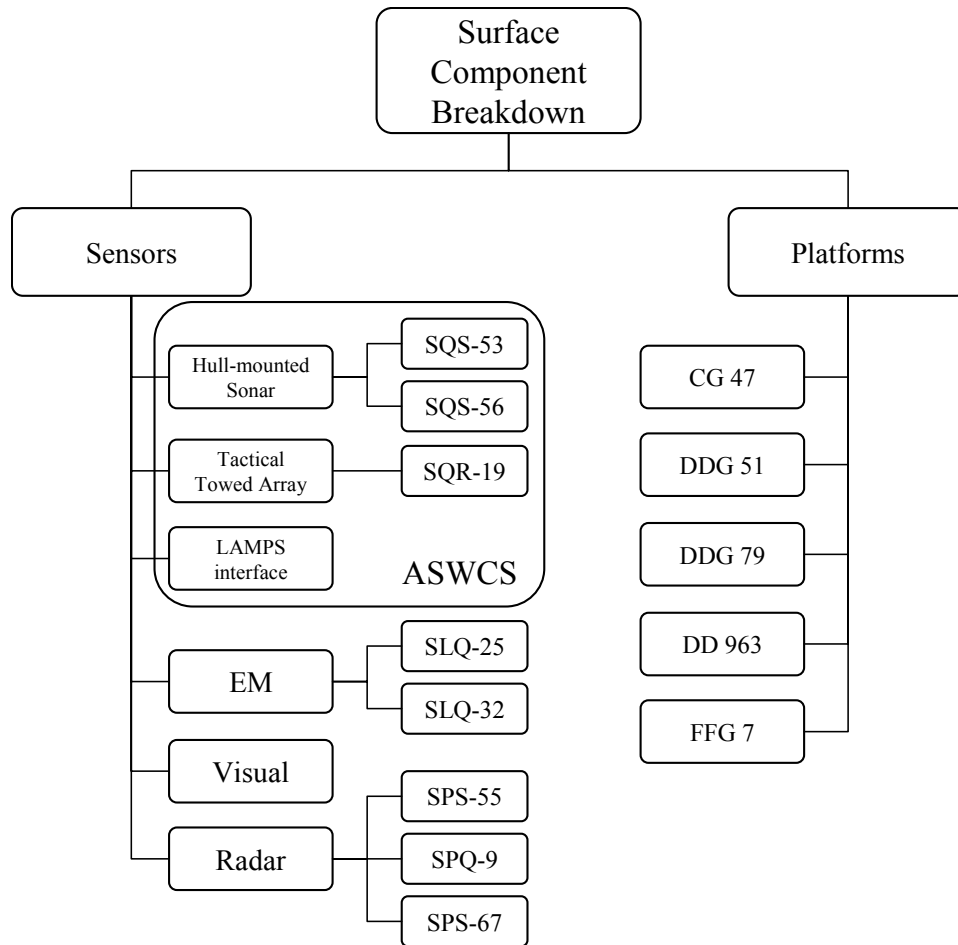 Surface
Component
Breakdown
Sensors
Platforms
Hull-mounted
Sonar
SQS-53
SQS-56
Tactical
Towed Array
SQR-19
LAMPS
interface
ASWCS
EM
SLQ-25
SLQ-32
Visual
Radar
SPS-55
SPQ-9
SPS-67
CG 47
DDG 51
DDG 79
DD 963
FFG 7